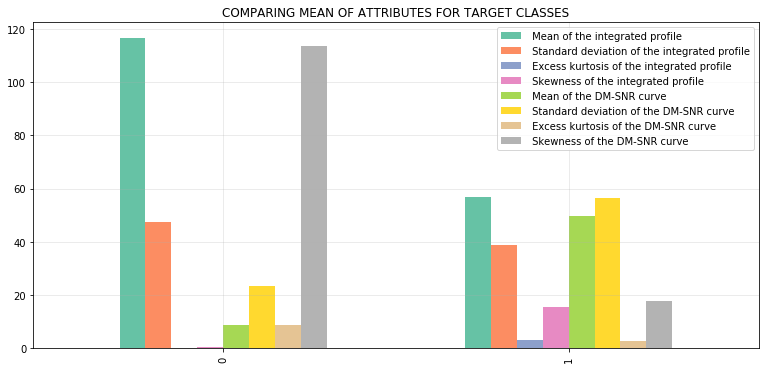 COMPARING MEAN OF ATTRIBUTES FOR TARGET CLASSES
120
100
80
60
40
20
0
Mean of the integrated profile
Standard deviation of the integrated profile
Excess kurtosis of the integrated profile
Skewness of the integrated profile
Mean of the DM-SNR curve
Standard deviation of the DM-SNR curve
Excess kurtosis of the DM-SNR curve
Skewness of the DM-SNR curve
0
1